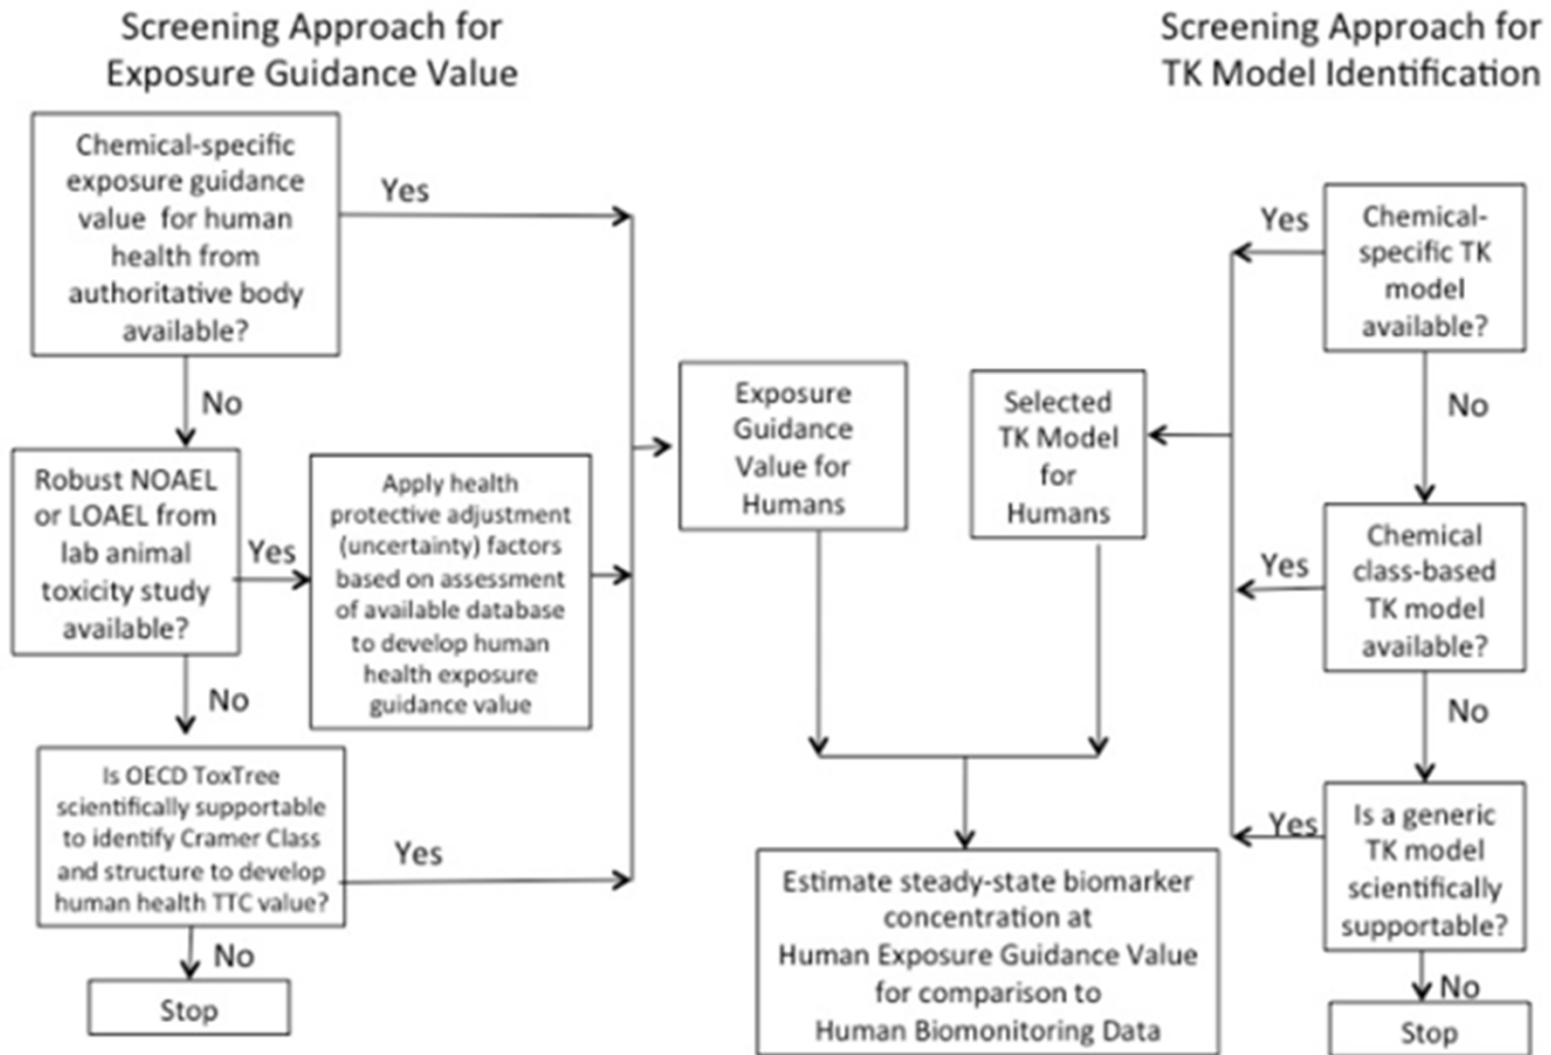 Screening Approach for
Exposure Guidance Value
Screening Approach for
TK Model Identification
Chemical-specific
exposure guidance
value for human
health from
authoritative body
available?
Yes
No
Robust NOAEL
or LOAEL from
lab animal
toxicity study
available?
Yes
Apply health
protective adjustment
(uncertainty) factors
based on assessment
of available database
to develop human
health exposure
guidance value
No
Is OECD ToxTree
scientifically supportable
to identify Cramer Class
and structure to develop
human health TTC value?
Yes
No
Stop
Exposure
Guidance
Value for
Humans
Selected
TK Model
for
Humans
Estimate steady-state biomarker
concentration at
Human Exposure Guidance Value
for comparison to
Human Biomonitoring Data
Yes
Chemical-
specific TK
model
available?
No
Yes
Chemical
class-based
TK model
available?
No
Yes
Is a generic
TK model
scientifically
supportable?
No
Stop